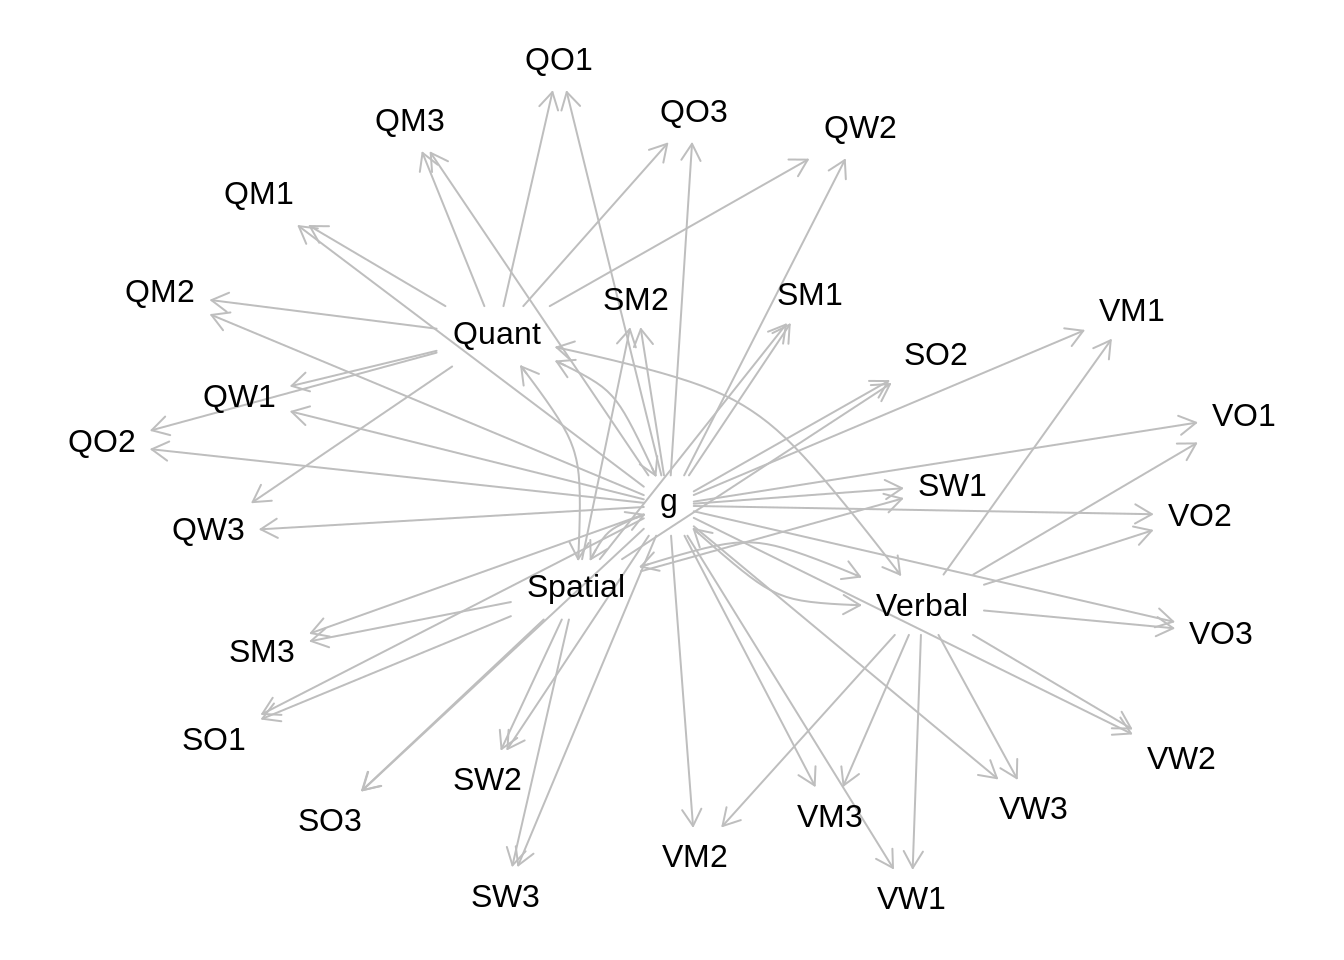 QO1
QO3
QM3
QW2
QM1
QM2
SM2
SM1
VM1
Quant
SO2
QW1
VO1
QO2
SW1
g
VO2
QW3
Spatial
Verbal
VO3
SM3
SO1
VW2
SW2
VW3
VM3
SO3
VM2
SW3
VW1